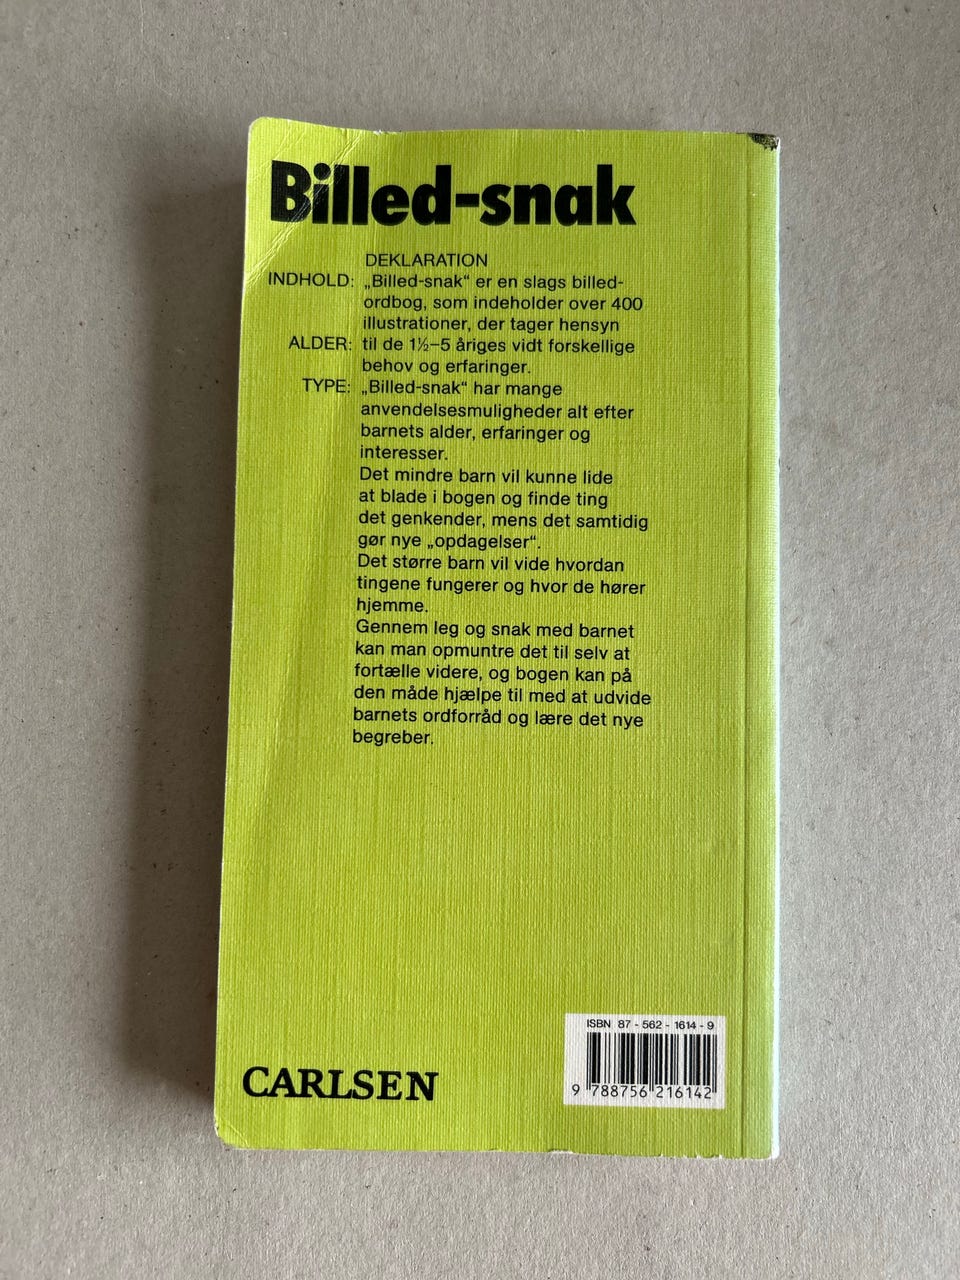 Billed-snak
DEKLARATION
INDHOLD: „Billed-snak“ er en slags billed-
ordbog, som indeholder over 400
illustrationer, der tager hensyn
ALDER: til de 1½–5 åriges vidt forskellige
behov og erfaringer.
TYPE: „Billed-snak“ har mange
anvendelsesmuligheder alt efter
barnets alder, erfaringer og
interesser.
Det mindre barn vil kunne lide
at blade i bogen og finde ting
det genkender, mens det samtidig
gør nye „opdagelser“.
Det større barn vil vide hvordan
tingene fungerer og hvor de hører
hjemme.
Gennem leg og snak med barnet
kan man opmuntre det til selv at
fortælle videre, og bogen kan på
den måde hjælpe til med at udvide
barnets ordforråd og lære det nye
begreber.
ISBN 87 - 562 - 1614 - 9
9 788756 216142
CARLSEN